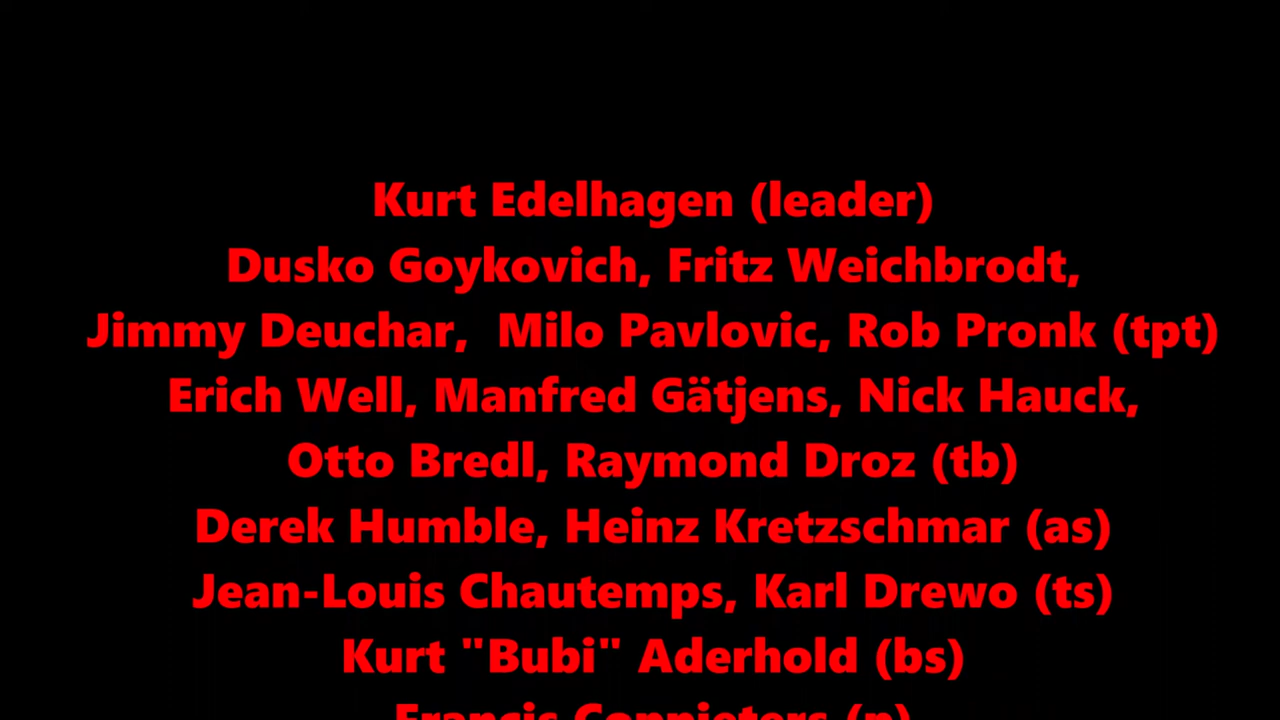 Kurt Edelhagen (leader)
Dusko Goykovich, Fritz Weichbrodt,
Jimmy Deuchar,  Milo Pavlovic, Rob Pronk (tpt)
Erich Well, Manfred Gätjens, Nick Hauck,
Otto Bredl, Raymond Droz (tb)
Derek Humble, Heinz Kretzschmar (as)
Jean-Louis Chautemps, Karl Drewo (ts)
Kurt "Bubi" Aderhold (bs)
Francis Coppieters (p)